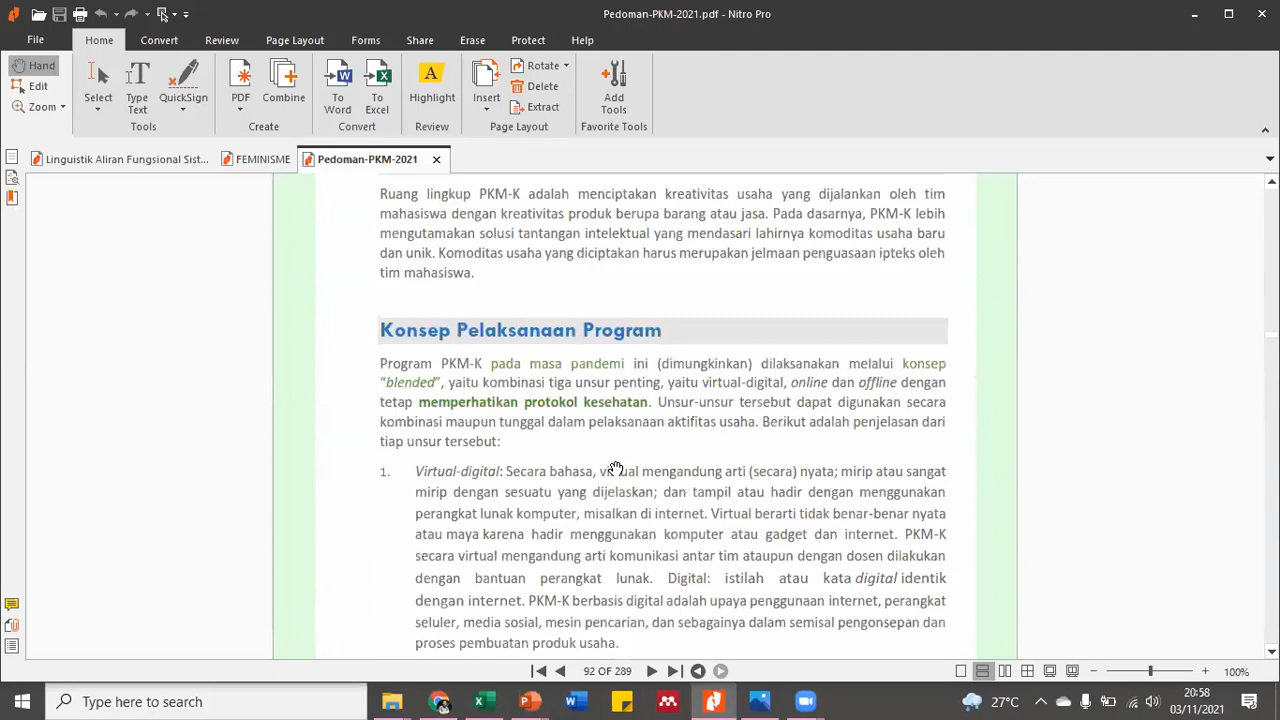 Pedoman-PKM-2021.pdf - Nitro Pro
File Home Convert Review Page Layout Forms Share Erase Protect Help
Hand
Edit
Zoom
Select
Type Text
QuickSign
Tools
PDF
Combine
Create
To Word
To Excel
Convert
Highlight
Review
Insert
Rotate
Delete
Extract
Page Layout
Add Tools
Favorite Tools
Linguistik Aliran Fungsional Sist... FEMINISME Pedoman-PKM-2021
Ruang lingkup PKM-K adalah menciptakan kreativitas usaha yang dijalankan oleh tim
mahasiswa dengan kreativitas produk berupa barang atau jasa. Pada dasarnya, PKM-K lebih
mengutamakan solusi tantangan intelektual yang mendasari lahirnya komoditas usaha baru
dan unik. Komoditas usaha yang diciptakan harus merupakan jelmaan penguasaan ipteks oleh
tim mahasiswa.
Konsep Pelaksanaan Program
Program PKM-K pada masa pandemi ini (dimungkinkan) dilaksanakan melalui konsep
“blended”, yaitu kombinasi tiga unsur penting, yaitu virtual-digital, online dan offline dengan
tetap memperhatikan protokol kesehatan. Unsur-unsur tersebut dapat digunakan secara
kombinasi maupun tunggal dalam pelaksanaan aktifitas usaha. Berikut adalah penjelasan dari
tiap unsur tersebut:
1. Virtual-digital: Secara bahasa, virtual mengandung arti (secara) nyata; mirip atau sangat
mirip dengan sesuatu yang dijelaskan; dan tampil atau hadir dengan menggunakan
perangkat lunak komputer, misalkan di internet. Virtual berarti tidak benar-benar nyata
atau maya karena hadir menggunakan komputer atau gadget dan internet. PKM-K
secara virtual mengandung arti komunikasi antar tim ataupun dengan dosen dilakukan
dengan bantuan perangkat lunak. Digital: istilah atau kata digital identik
dengan internet. PKM-K berbasis digital adalah upaya penggunaan internet, perangkat
seluler, media sosial, mesin pencarian, dan sebagainya dalam semisal pengonsepan dan
proses pembuatan produk usaha.
92 OF 289
100%
Type here to search
27°C
20:58
03/11/2021